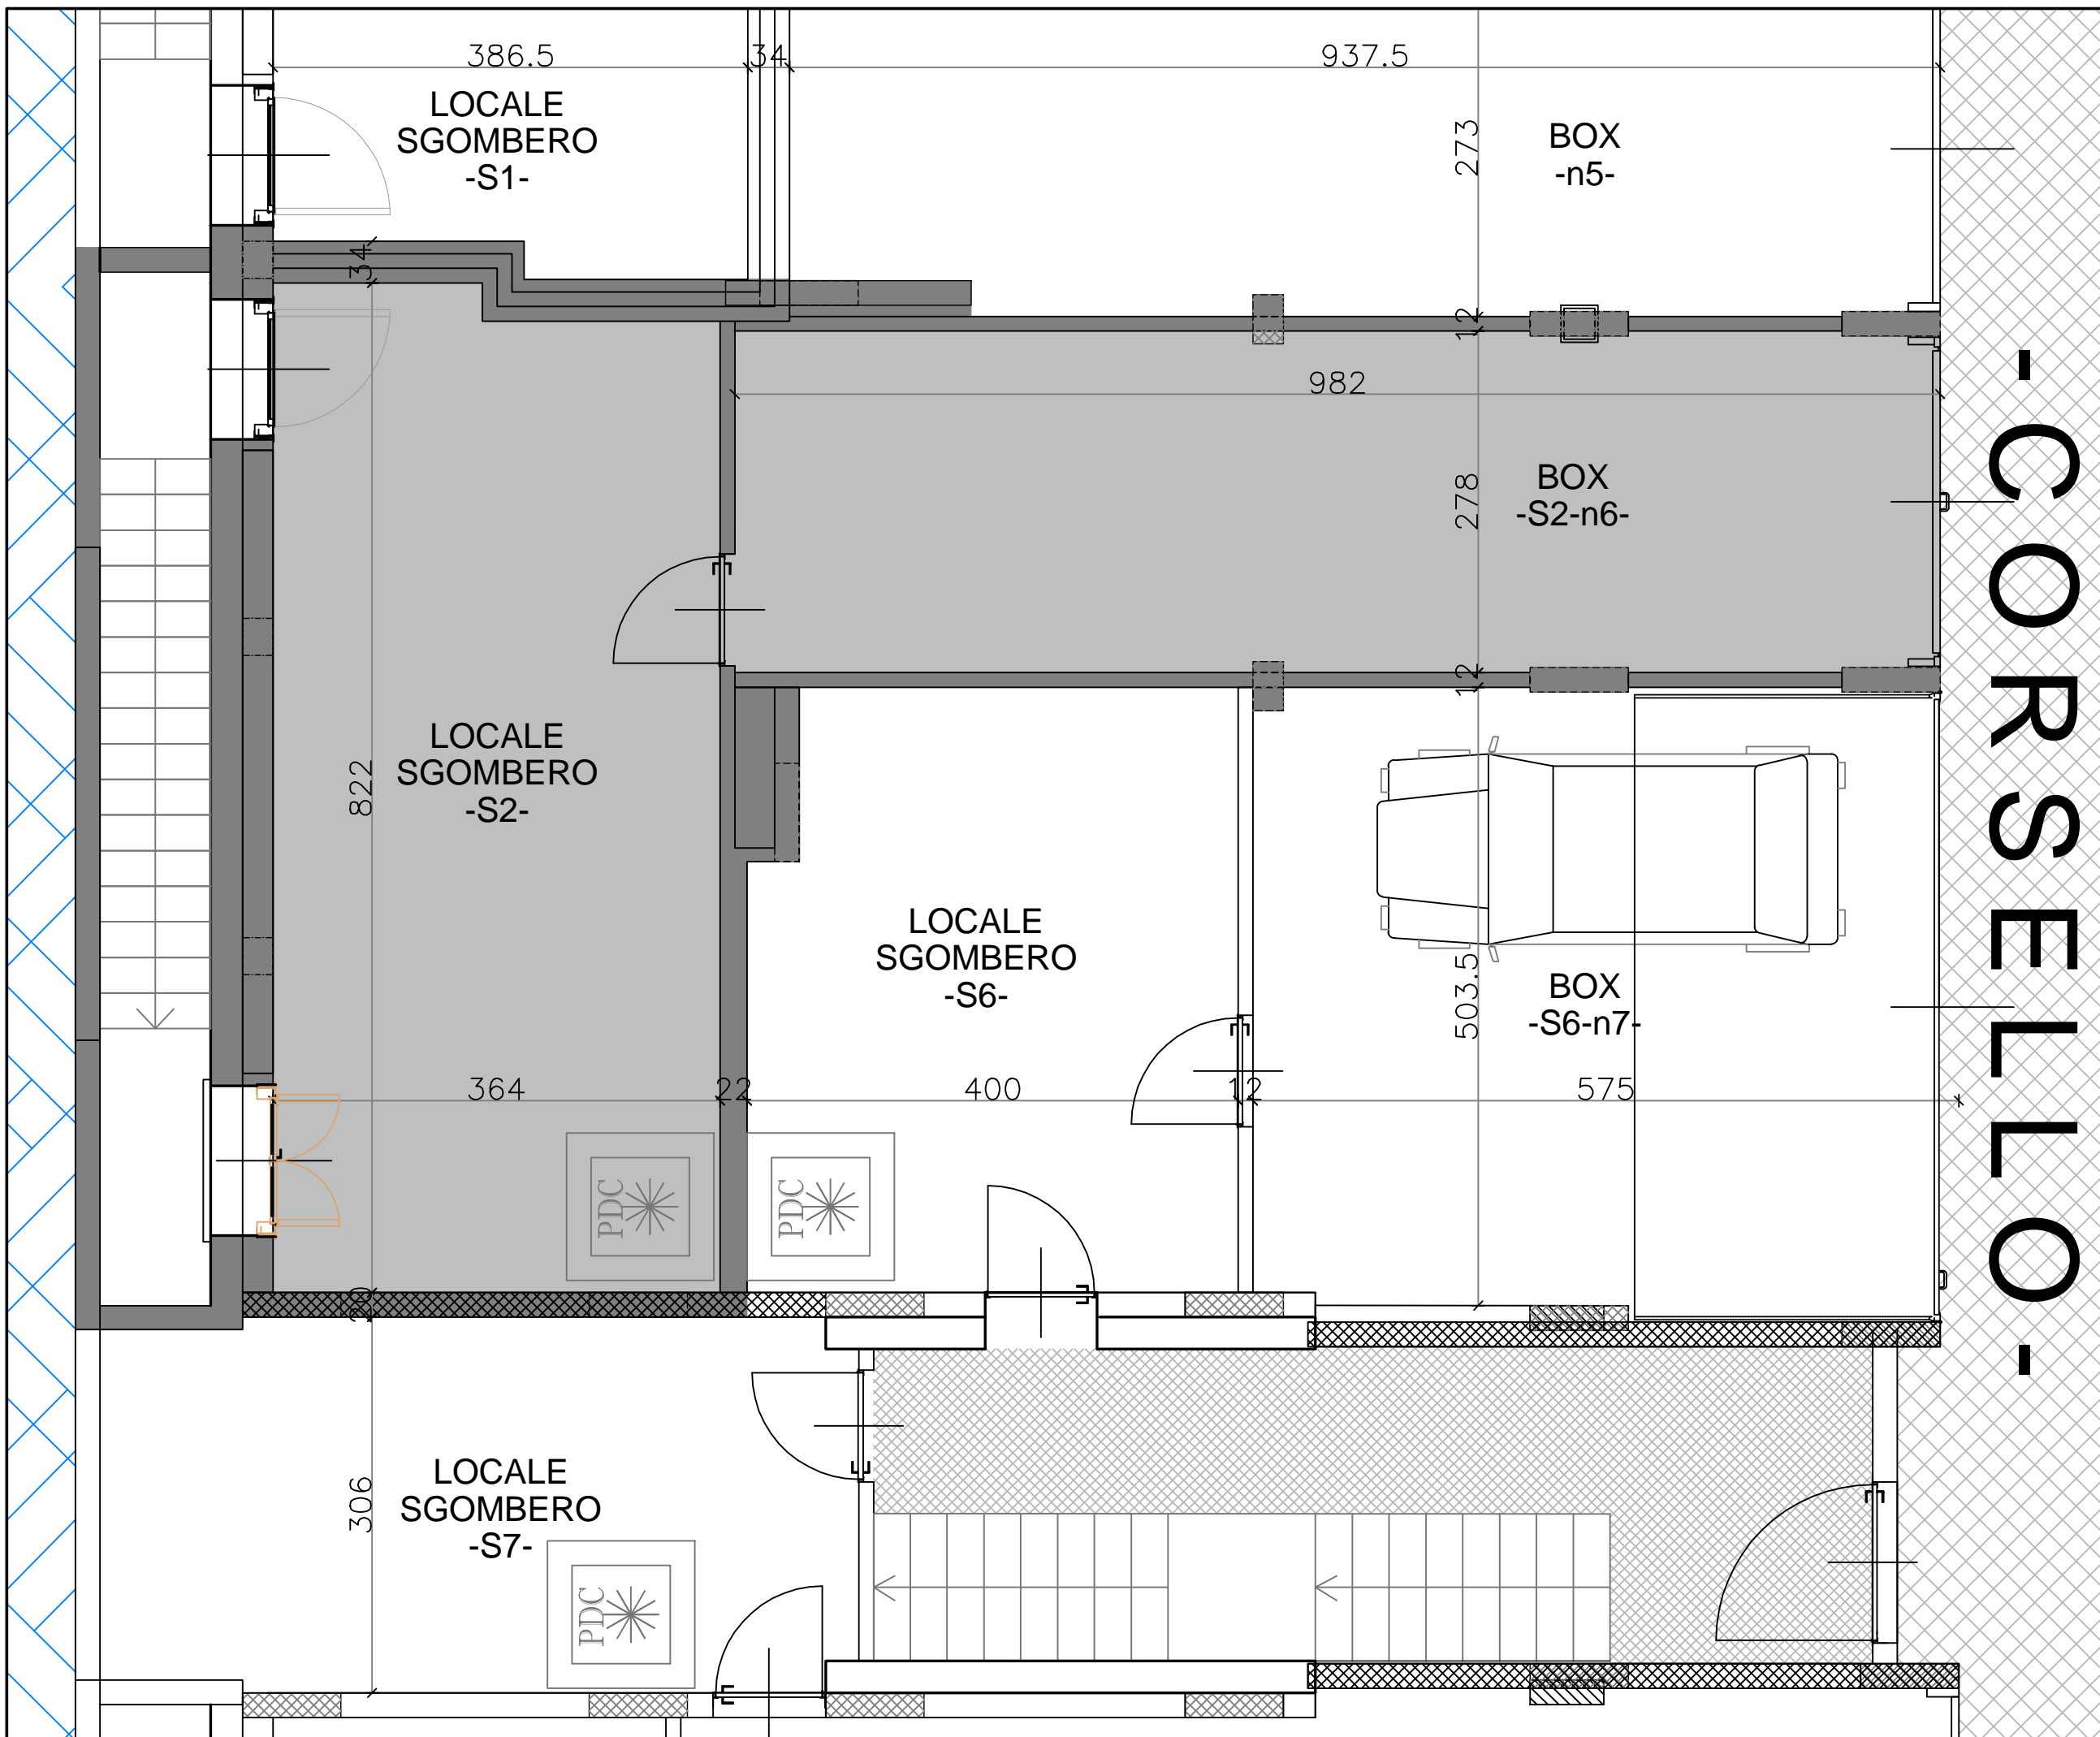 386.5
34
937.5
LOCALE
SGOMBERO
-S1-
273
BOX
-n5-
34
12
982
278
BOX
-S2-n6-
12
LOCALE
SGOMBERO
-S2-
822
LOCALE
SGOMBERO
-S6-
503.5
BOX
-S6-n7-
364
22
400
12
575
PDC
PDC
20
LOCALE
SGOMBERO
-S7-
306
PDC
-CORSELLO-